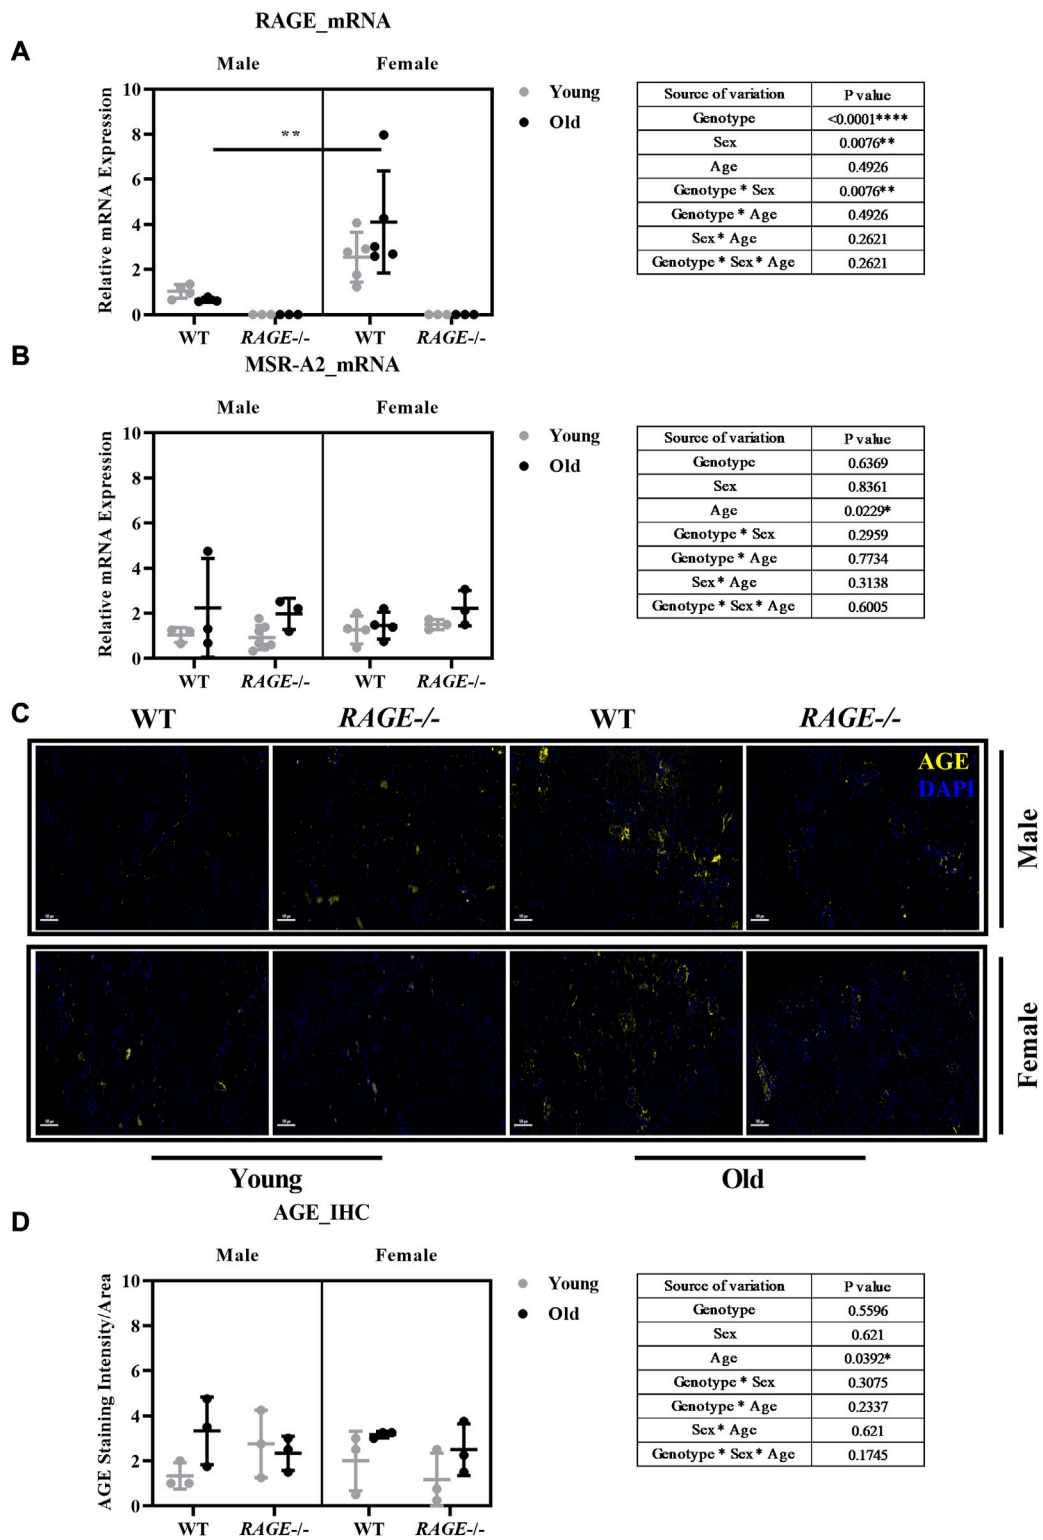 RAGE_mRNA
A
Male
Female
Young
Old
Relative mRNA Expression
10
8
6
4
2
0
**
WT
RAGE-/-
WT
RAGE-/-
Source of variation
P value
Genotype
<0.0001****
Sex
0.0076**
Age
0.4926
Genotype * Sex
0.0076**
Genotype * Age
0.4926
Sex * Age
0.2621
Genotype * Sex * Age
0.2621
B
MSR-A2_mRNA
Male
Female
Young
Old
Relative mRNA Expression
10
8
6
4
2
0
WT
RAGE-/-
WT
RAGE-/-
Source of variation
P value
Genotype
0.6369
Sex
0.8361
Age
0.0229*
Genotype * Sex
0.2959
Genotype * Age
0.7734
Sex * Age
0.3138
Genotype * Sex * Age
0.6005
C
WT
RAGE-/-
WT
RAGE-/-
AGE
DAPI
Male
Female
Young
Old
D
AGE_IHC
Male
Female
Young
Old
AGE Staining Intensity/Area
10
8
6
4
2
0
WT
RAGE-/-
WT
RAGE-/-
Source of variation
P value
Genotype
0.5596
Sex
0.621
Age
0.0392*
Genotype * Sex
0.3075
Genotype * Age
0.2337
Sex * Age
0.621
Genotype * Sex * Age
0.1745